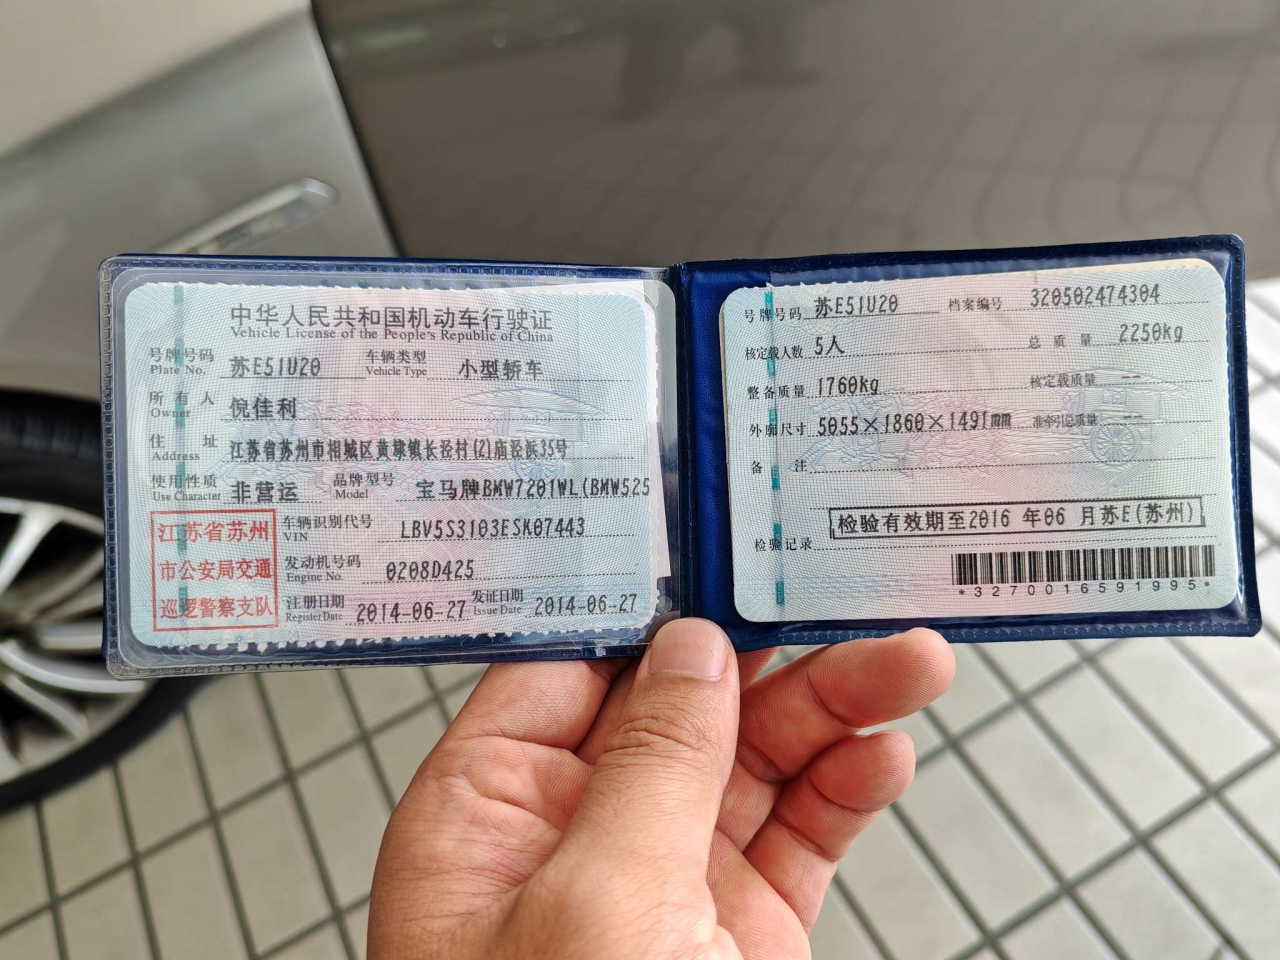 中华人民共和国机动车行驶证
Vehicle License of the People's Republic of China
号牌号码 苏E51U20 车辆类型 小型轿车
Plate No. Vehicle Type
所有人 倪佳利
Owner
住址 江苏省苏州市相城区黄埭镇长泾村(2)庙泾浜35号
Address
使用性质 非营运 品牌型号 宝马牌BMW7201WL(BMW525
Use Character Model
江苏省苏州
市公安局交通
巡逻警察支队
车辆识别代号 LBV5S3103ESK07443
VIN
发动机号码 0208D425
Engine No.
注册日期 2014-06-27 发证日期 2014-06-27
Register Date Issue Date
号牌号码 苏E51U20 档案编号 320502474304
核定载人数 5人 总质量 2250kg
整备质量 1760kg 核定载质量 --
外廓尺寸 5055×1860×1491mm 准牵引总质量 --
备注
检验记录 检验有效期至2016 年06 月苏E(苏州)
*3270016591995*